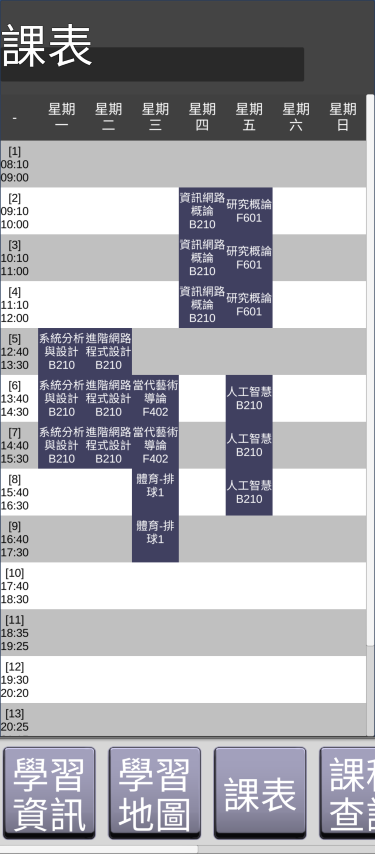 課表
-
星期
一
星期
二
星期
三
星期
四
星期
五
星期
六
星期
日
[1]
08:10
09:00
[2]
09:10
10:00
資訊網路
概論
B210
研究概論
F601
[3]
10:10
11:00
資訊網路
概論
B210
研究概論
F601
[4]
11:10
12:00
資訊網路
概論
B210
研究概論
F601
[5]
12:40
13:30
系統分析
與設計
B210
進階網路
程式設計
B210
[6]
13:40
14:30
系統分析
與設計
B210
進階網路
程式設計
B210
當代藝術
導論
F402
人工智慧
B210
[7]
14:40
15:30
系統分析
與設計
B210
進階網路
程式設計
B210
當代藝術
導論
F402
人工智慧
B210
[8]
15:40
16:30
體育-排
球1
人工智慧
B210
[9]
16:40
17:30
體育-排
球1
[10]
17:40
18:30
[11]
18:35
19:25
[12]
19:30
20:20
[13]
20:25
學習
資訊
學習
地圖
課表
課
查